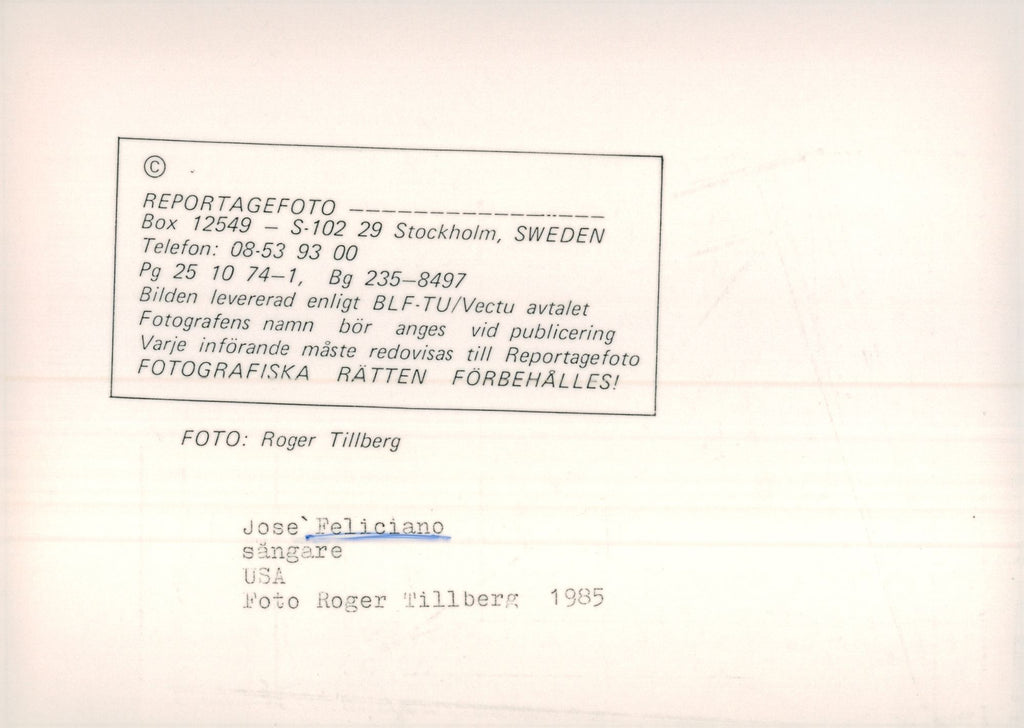 ©
REPORTAGEFOTO ________________
Box 12549 – S-102 29 Stockholm, SWEDEN
Telefon: 08-53 93 00
Pg 25 10 74–1, Bg 235–8497
Bilden levererad enligt BLF-TU/Vectu avtalet
Fotografens namn bör anges vid publicering
Varje införande måste redovisas till Reportagefoto
FOTOGRAFISKA RÄTTEN FÖRBEHÅLLES!
FOTO: Roger Tillberg
Jose` Feliciano
sångare
USA
Foto Roger Tillberg 1985